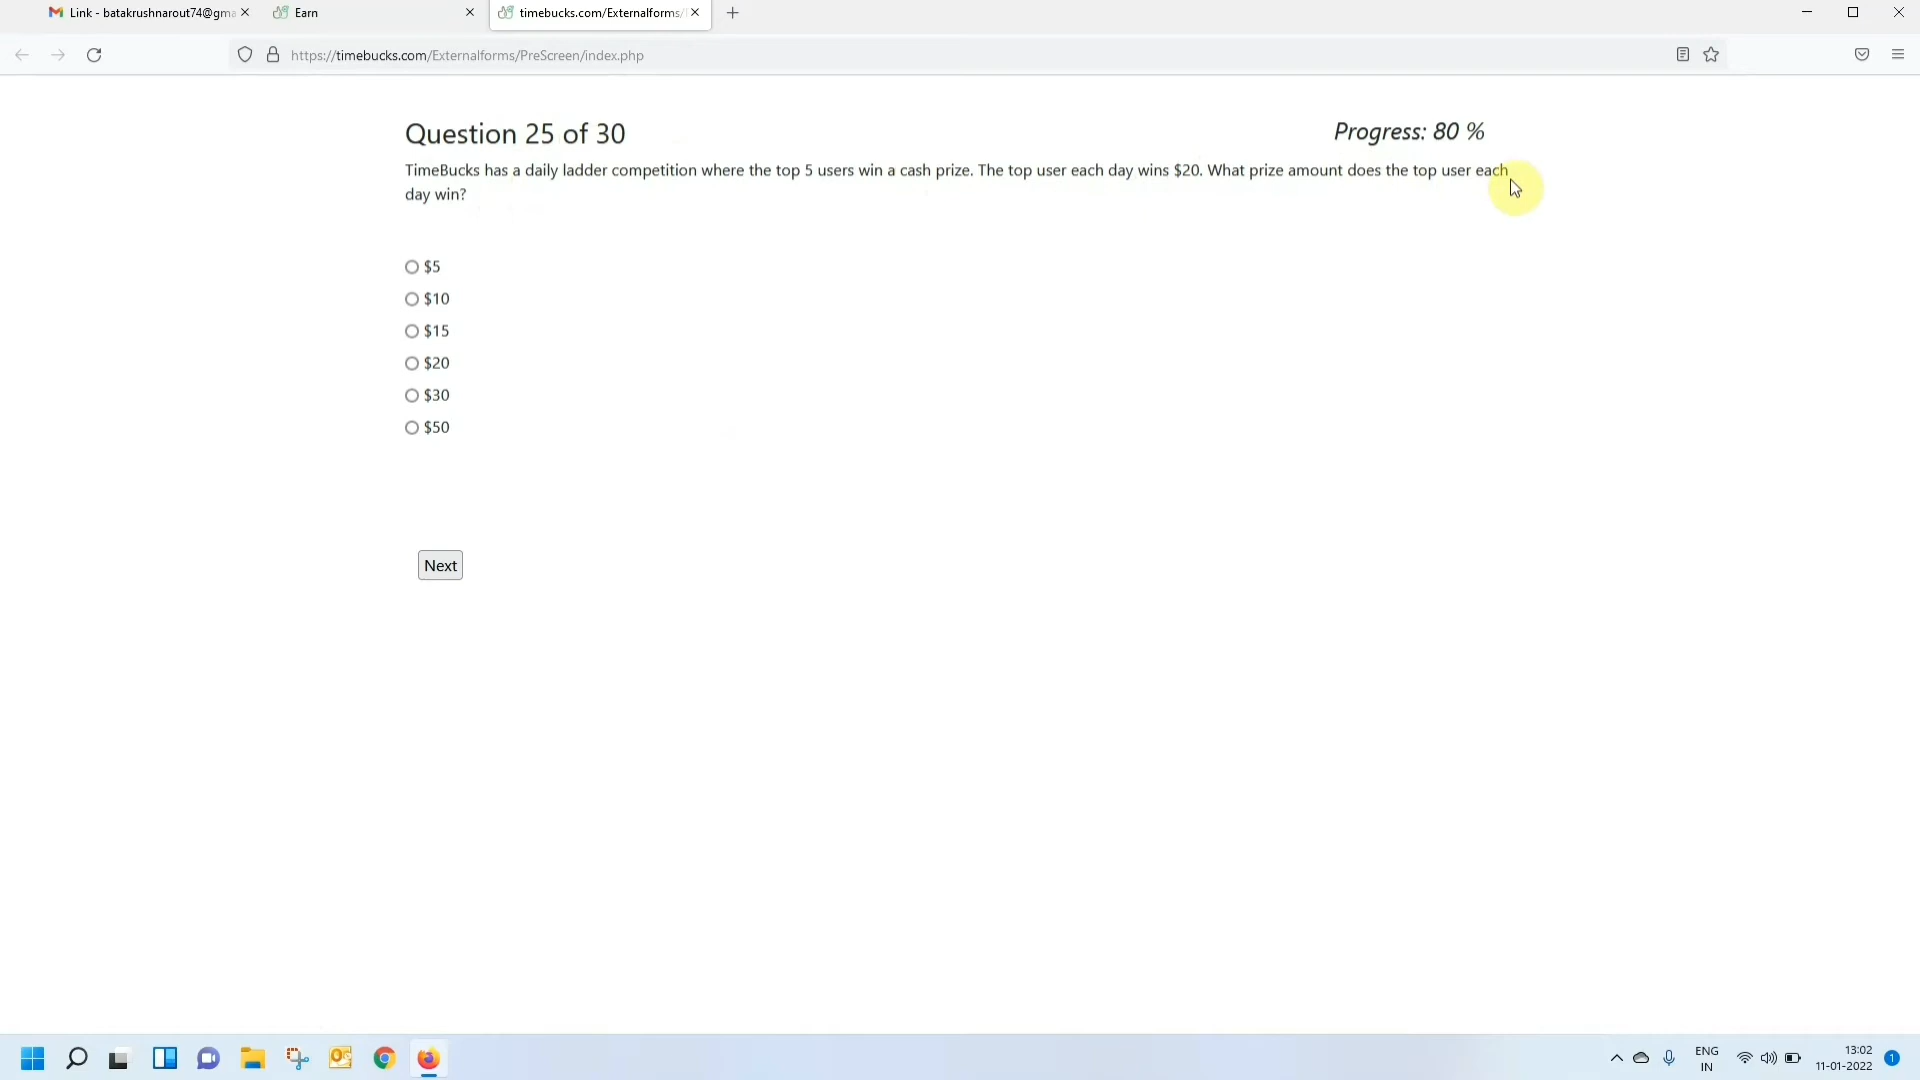 Link - batakrushnarout74@gma
Earn
timebucks.com/Externalforms/
https://timebucks.com/Externalforms/PreScreen/index.php
Question 25 of 30
Progress: 80 %
TimeBucks has a daily ladder competition where the top 5 users win a cash prize. The top user each day wins $20. What prize amount does the top user each
day win?
$5
$10
$15
$20
$30
$50
Next
ENG
IN
13:02
11-01-2022
1